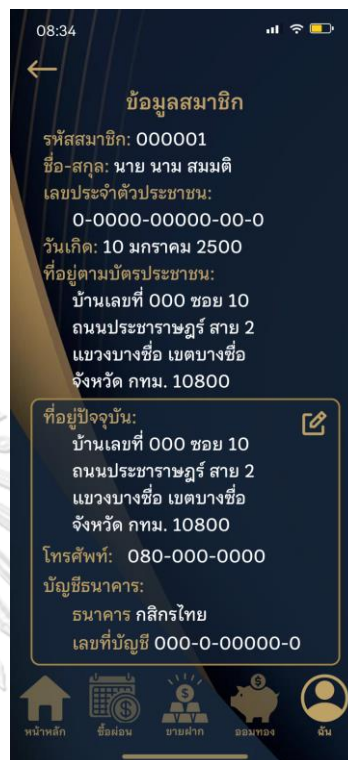 08:34
ข้อมูลสมาชิก
รหัสสมาชิก: 000001
ชื่อ-สกุล: นาย นาม สมมติ
เลขประจำตัวประชาชน:
0-0000-00000-00-0
วันเกิด: 10 มกราคม 2500
ที่อยู่ตามบัตรประชาชน:
บ้านเลขที่ 000 ซอย 10
ถนนประชาราษฎร์ สาย 2
แขวงบางซื่อ เขตบางซื่อ
จังหวัด กทม. 10800
ที่อยู่ปัจจุบัน:
บ้านเลขที่ 000 ซอย 10
ถนนประชาราษฎร์ สาย 2
แขวงบางซื่อ เขตบางซื่อ
จังหวัด กทม. 10800
โทรศัพท์: 080-000-0000
บัญชีธนาคาร:
ธนาคาร กสิกรไทย
เลขที่บัญชี 000-0-00000-0
หน้าหลัก ซื้อผ่อน ขายฝาก ออมทอง ฉัน